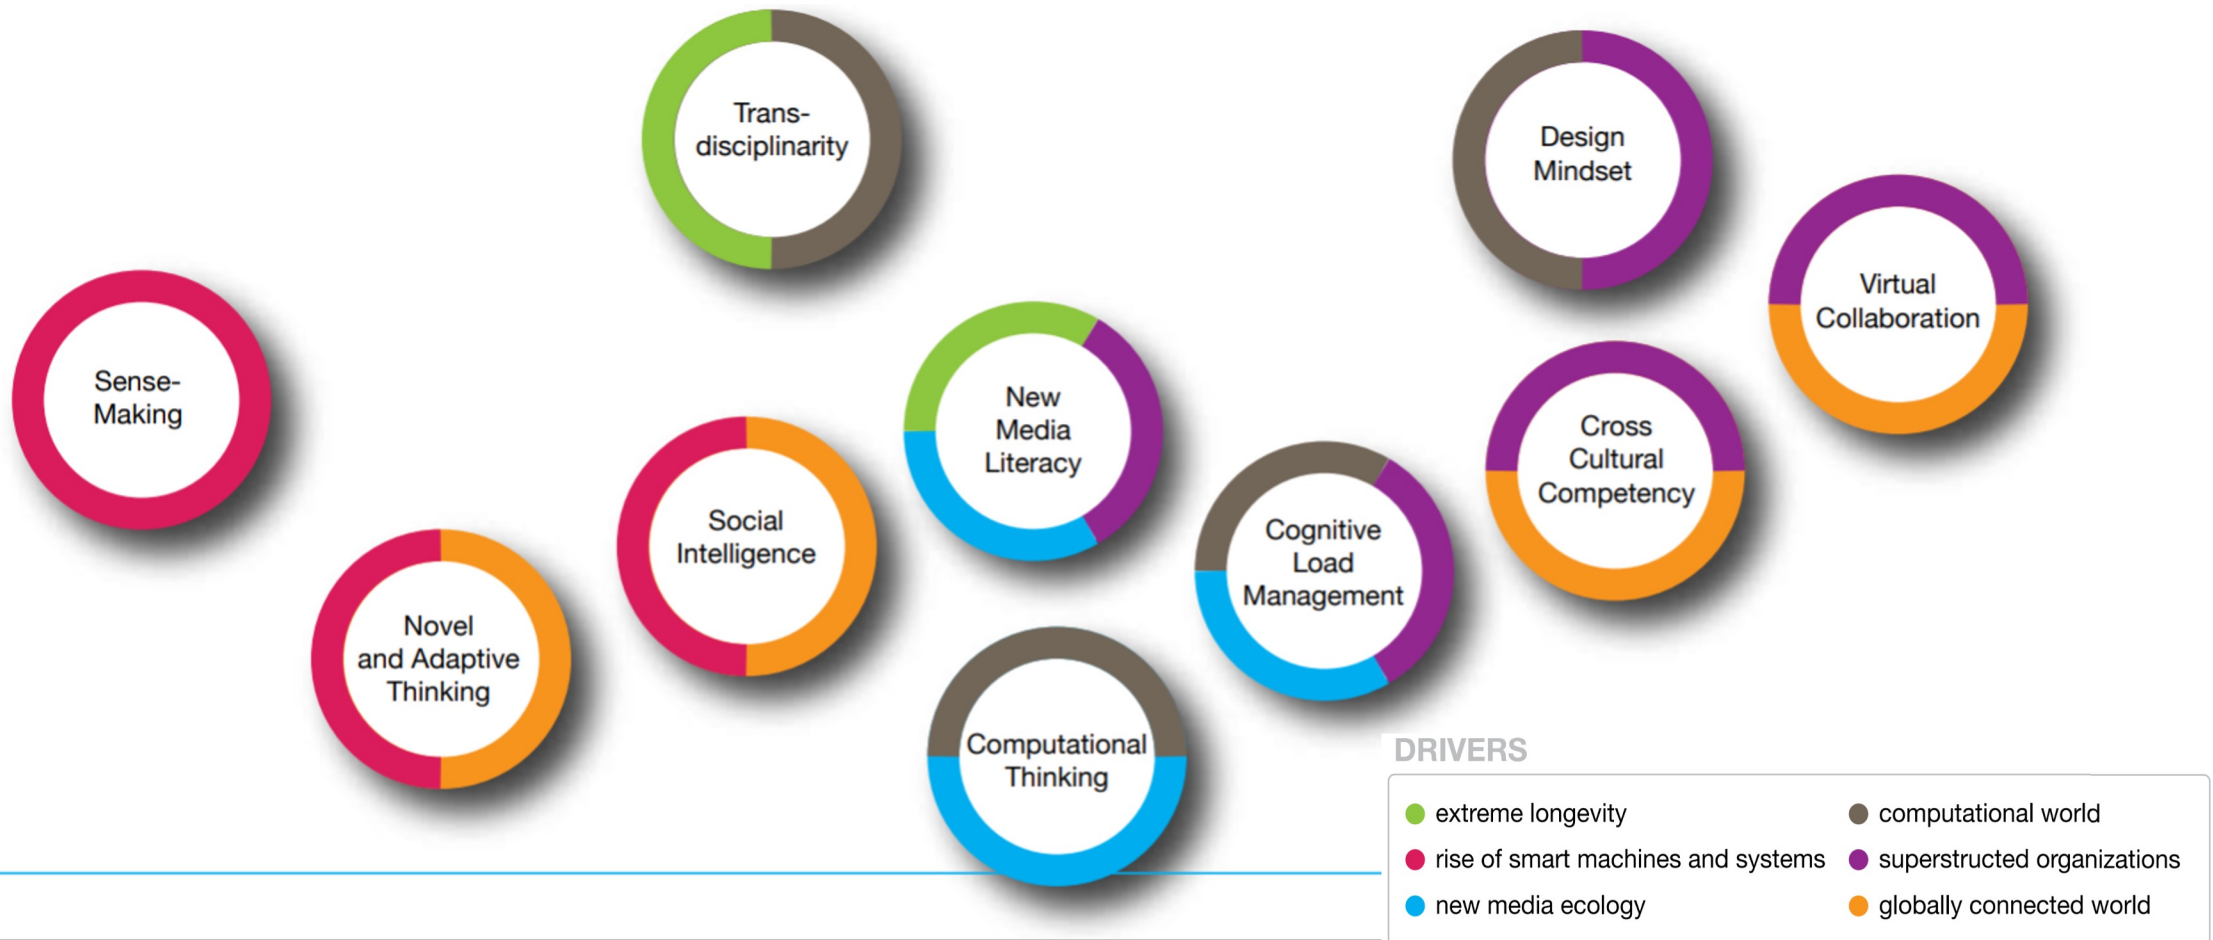 Trans-
disciplinarity
Design
Mindset
Virtual
Collaboration
Sense-
Making
New
Media
Literacy
Cross
Cultural
Competency
Social
Intelligence
Cognitive
Load
Management
Novel
and Adaptive
Thinking
Computational
Thinking
DRIVERS
extreme longevity
rise of smart machines and systems
new media ecology
computational world
superstructed organizations
globally connected world